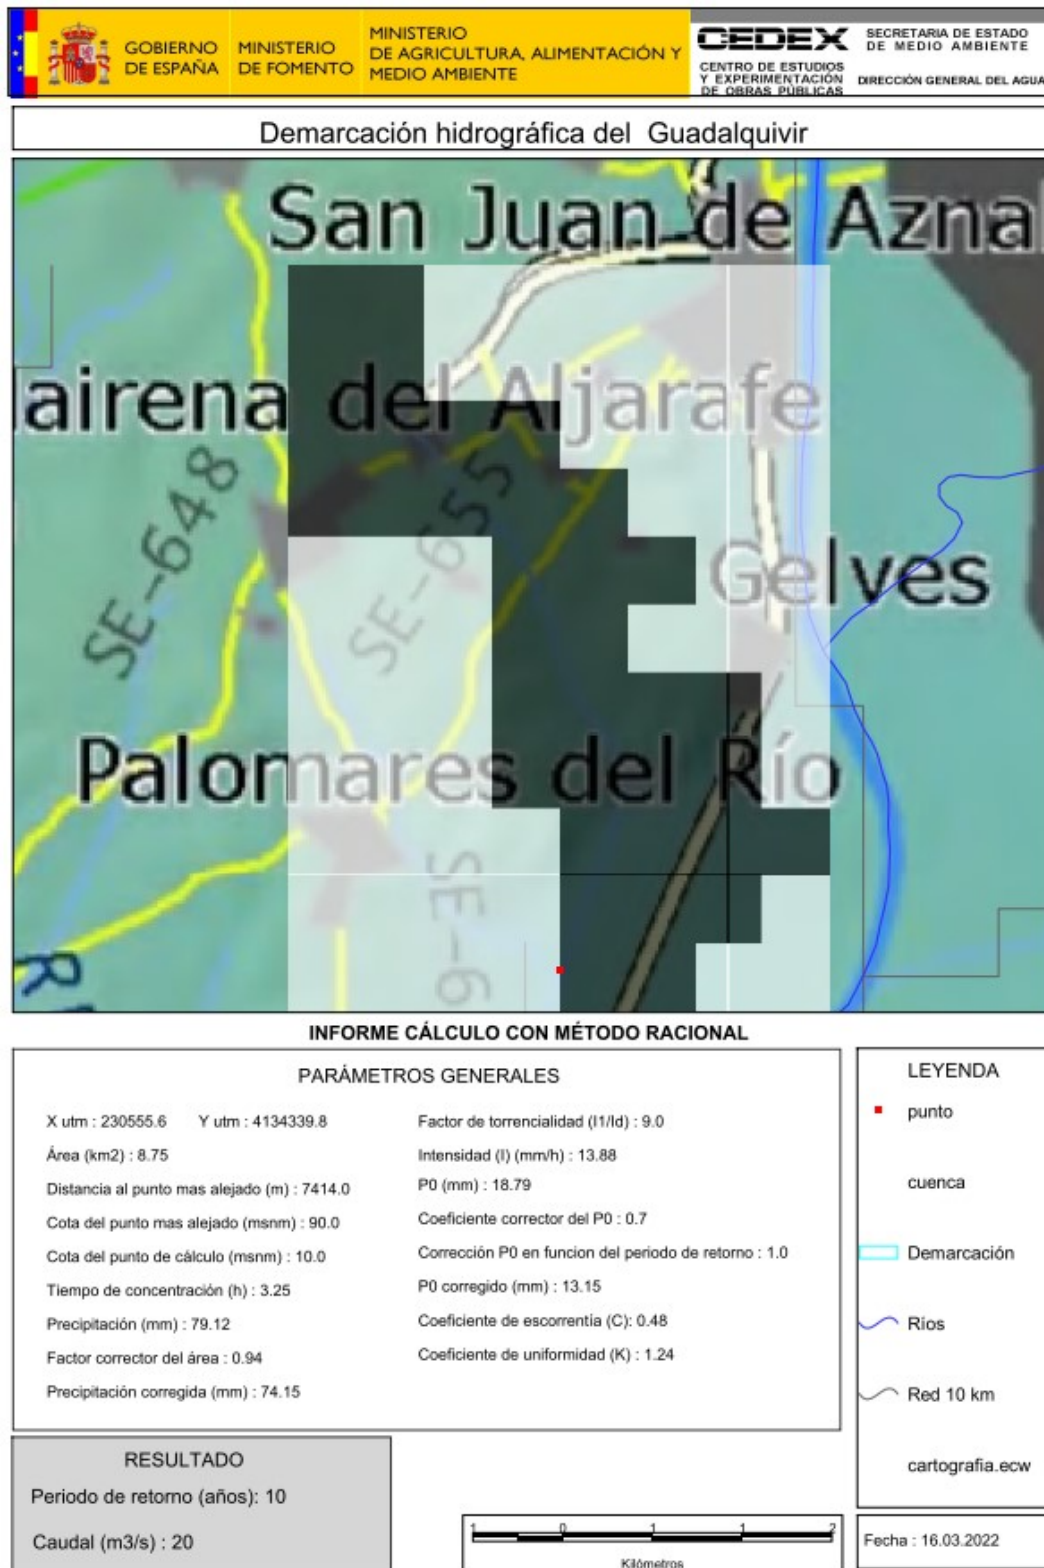 GOBIERNO
DE ESPAÑA
MINISTERIO
DE FOMENTO
MINISTERIO
DE AGRICULTURA, ALIMENTACIÓN Y
MEDIO AMBIENTE
CEDEX
CENTRO DE ESTUDIOS
Y EXPERIMENTACIÓN
DE OBRAS PÚBLICAS
SECRETARIA DE ESTADO
DE MEDIO AMBIENTE
DIRECCIÓN GENERAL DEL AGUA
Demarcación hidrográfica del Guadalquivir
San Juan de Aznal
lairena del Aljarafe
SE-648
SE-655
Gelves
Palomares del Río
SE-6
INFORME CÁLCULO CON MÉTODO RACIONAL
PARÁMETROS GENERALES
X utm : 230555.6 Y utm : 4134339.8
Área (km2) : 8.75
Distancia al punto mas alejado (m) : 7414.0
Cota del punto mas alejado (msnm) : 90.0
Cota del punto de cálculo (msnm) : 10.0
Tiempo de concentración (h) : 3.25
Precipitación (mm) : 79.12
Factor corrector del área : 0.94
Precipitación corregida (mm) : 74.15
Factor de torrencialidad (I1/Id) : 9.0
Intensidad (I) (mm/h) : 13.88
P0 (mm) : 18.79
Coeficiente corrector del P0 : 0.7
Corrección P0 en funcion del periodo de retorno : 1.0
P0 corregido (mm) : 13.15
Coeficiente de escorrentía (C): 0.48
Coeficiente de uniformidad (K) : 1.24
LEYENDA
punto
cuenca
Demarcación
Ríos
Red 10 km
cartografia.ecw
RESULTADO
Periodo de retorno (años): 10
Caudal (m3/s) : 20
1 0 1 1 2
Kilómetros
Fecha : 16.03.2022